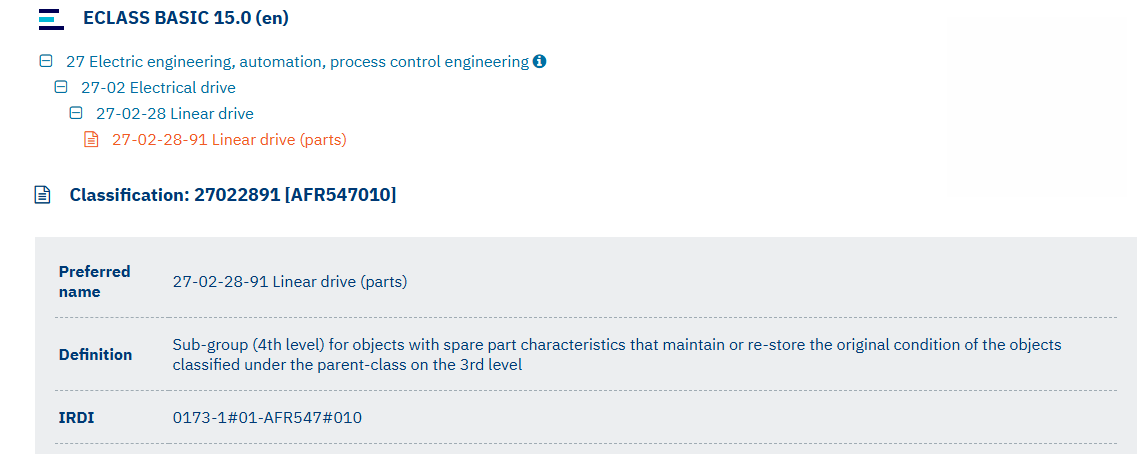 ECLASS BASIC 15.0 (en)
27 Electric engineering, automation, process control engineering
27-02 Electrical drive
27-02-28 Linear drive
27-02-28-91 Linear drive (parts)
Classification: 27022891 [AFR547010]
Preferred name
27-02-28-91 Linear drive (parts)
Definition
Sub-group (4th level) for objects with spare part characteristics that maintain or re-store the original condition of the objects
classified under the parent-class on the 3rd level
IRDI
0173-1#01-AFR547#010